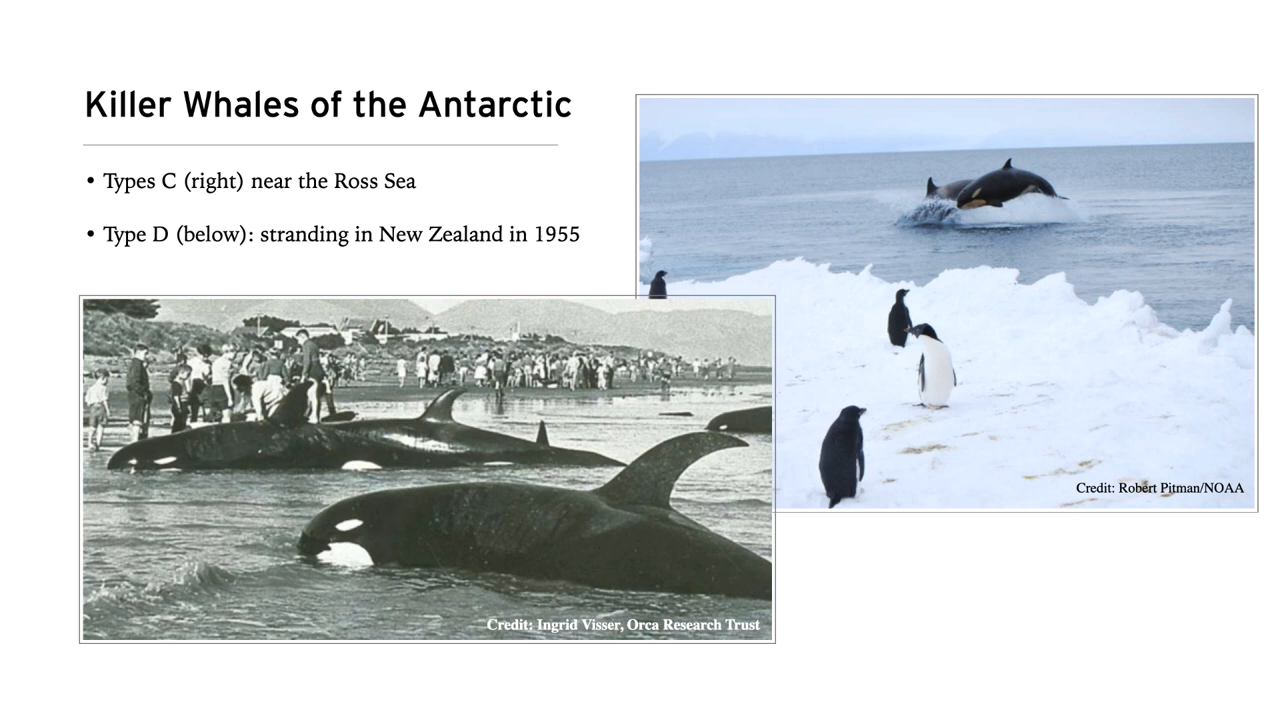 Killer Whales of the Antarctic
• Types C (right) near the Ross Sea
• Type D (below): stranding in New Zealand in 1955
Credit: Robert Pitman/NOAA
Credit: Ingrid Visser, Orca Research Trust